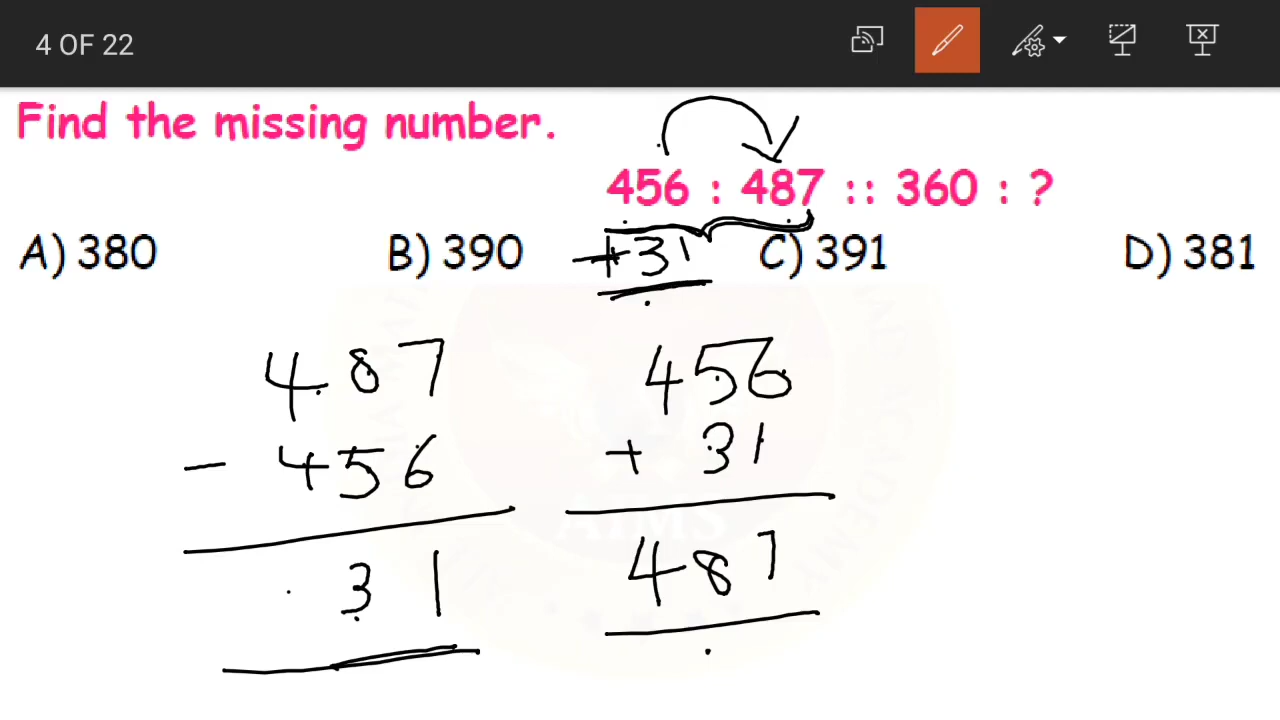 4 OF 22
Find the missing number.
456 : 487 :: 360 : ?
A) 380 B) 390 +31 C) 391 D) 381
487 456
- 456 + 31
31 487
AIMS